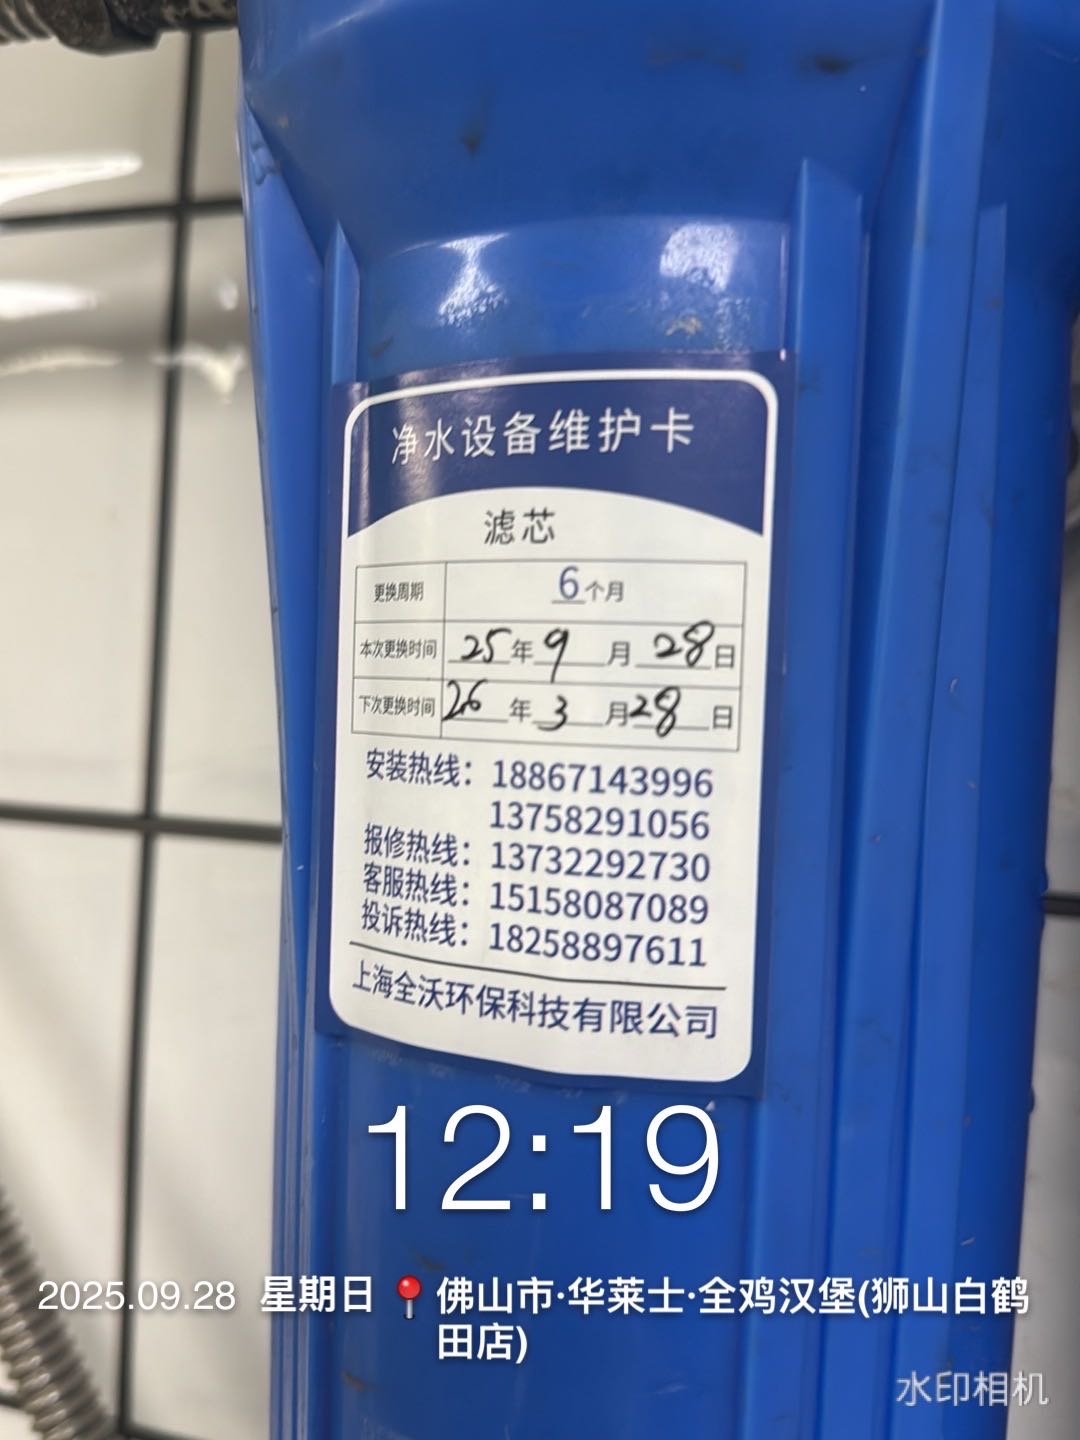 净水设备维护卡
滤芯
更换周期 6个月
本次更换时间 25年9月28日
下次更换时间 26年3月28日
安装热线：18867143996
13758291056
报修热线：13732292730
客服热线：15158087089
投诉热线：18258897611
上海全沃环保科技有限公司
12:19
2025.09.28 星期日 佛山市·华莱士·全鸡汉堡(狮山白鹤
田店)
水印相机